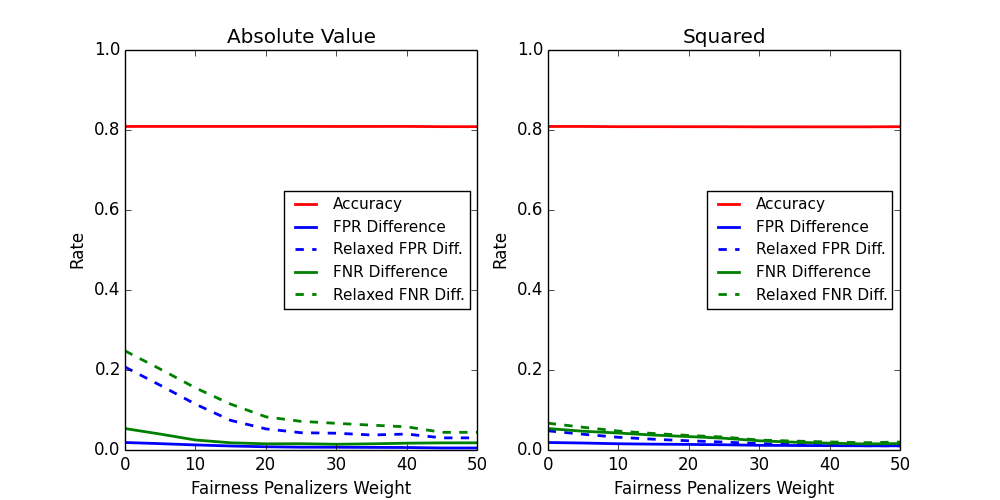 Absolute Value
1.0
0.8
0.6
0.4
0.2
0.0
Rate
Accuracy
FPR Difference
Relaxed FPR Diff.
FNR Difference
Relaxed FNR Diff.
0 10 20 30 40 50
Fairness Penalizers Weight
Squared
1.0
0.8
0.6
0.4
0.2
0.0
Rate
Accuracy
FPR Difference
Relaxed FPR Diff.
FNR Difference
Relaxed FNR Diff.
0 10 20 30 40 50
Fairness Penalizers Weight